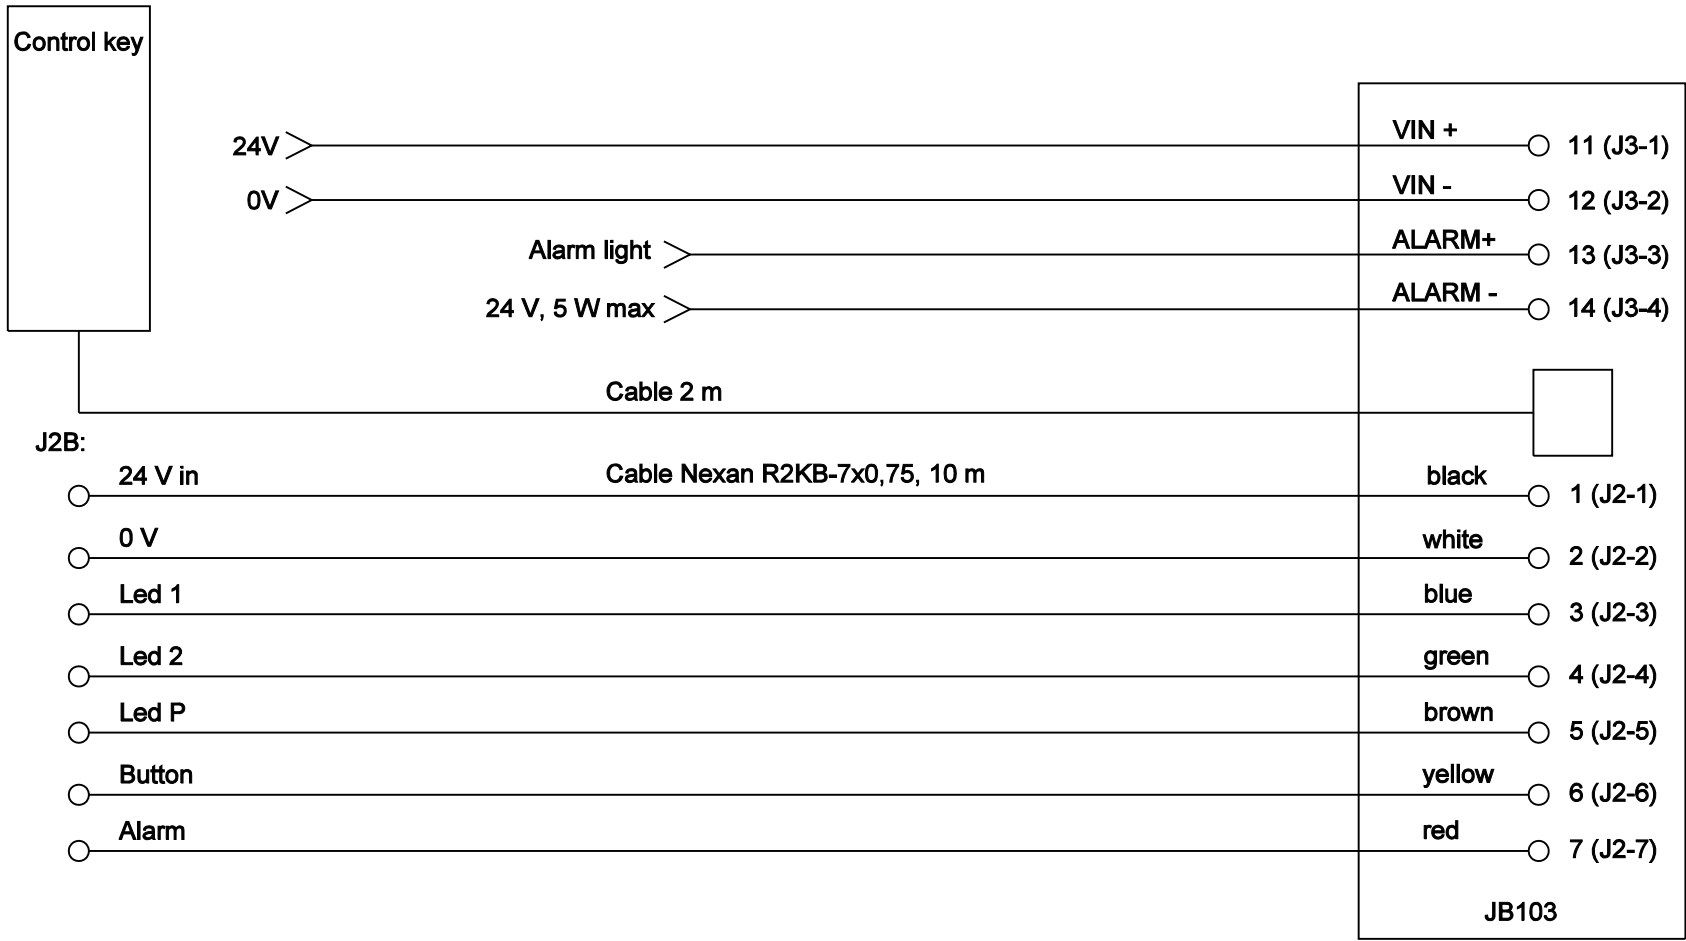 Control key
24V
VIN +
11 (J3-1)
0V
VIN -
12 (J3-2)
Alarm light
ALARM+
13 (J3-3)
24 V, 5 W max
ALARM -
14 (J3-4)
Cable 2 m
J2B:
24 V in
Cable Nexan R2KB-7x0,75, 10 m
black
1 (J2-1)
0 V
white
2 (J2-2)
Led 1
blue
3 (J2-3)
Led 2
green
4 (J2-4)
Led P
brown
5 (J2-5)
Button
yellow
6 (J2-6)
Alarm
red
7 (J2-7)
JB103